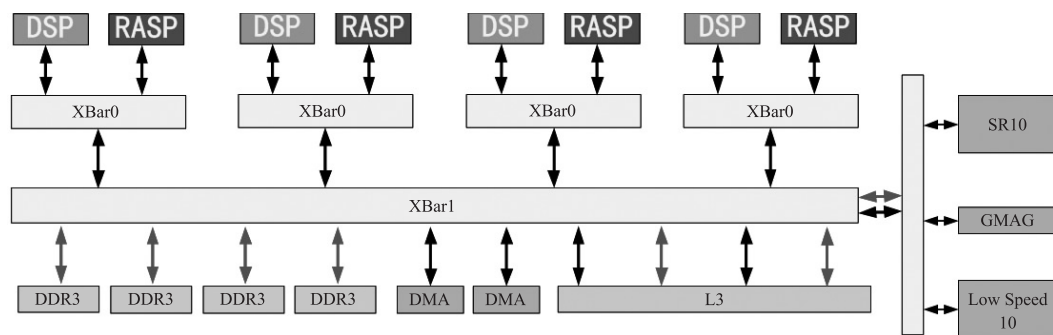 DSP RASP DSP RASP DSP RASP DSP RASP
XBar0 XBar0 XBar0 XBar0
SR10
XBar1
GMAG
DDR3 DDR3 DDR3 DDR3 DMA DMA L3
Low Speed
10